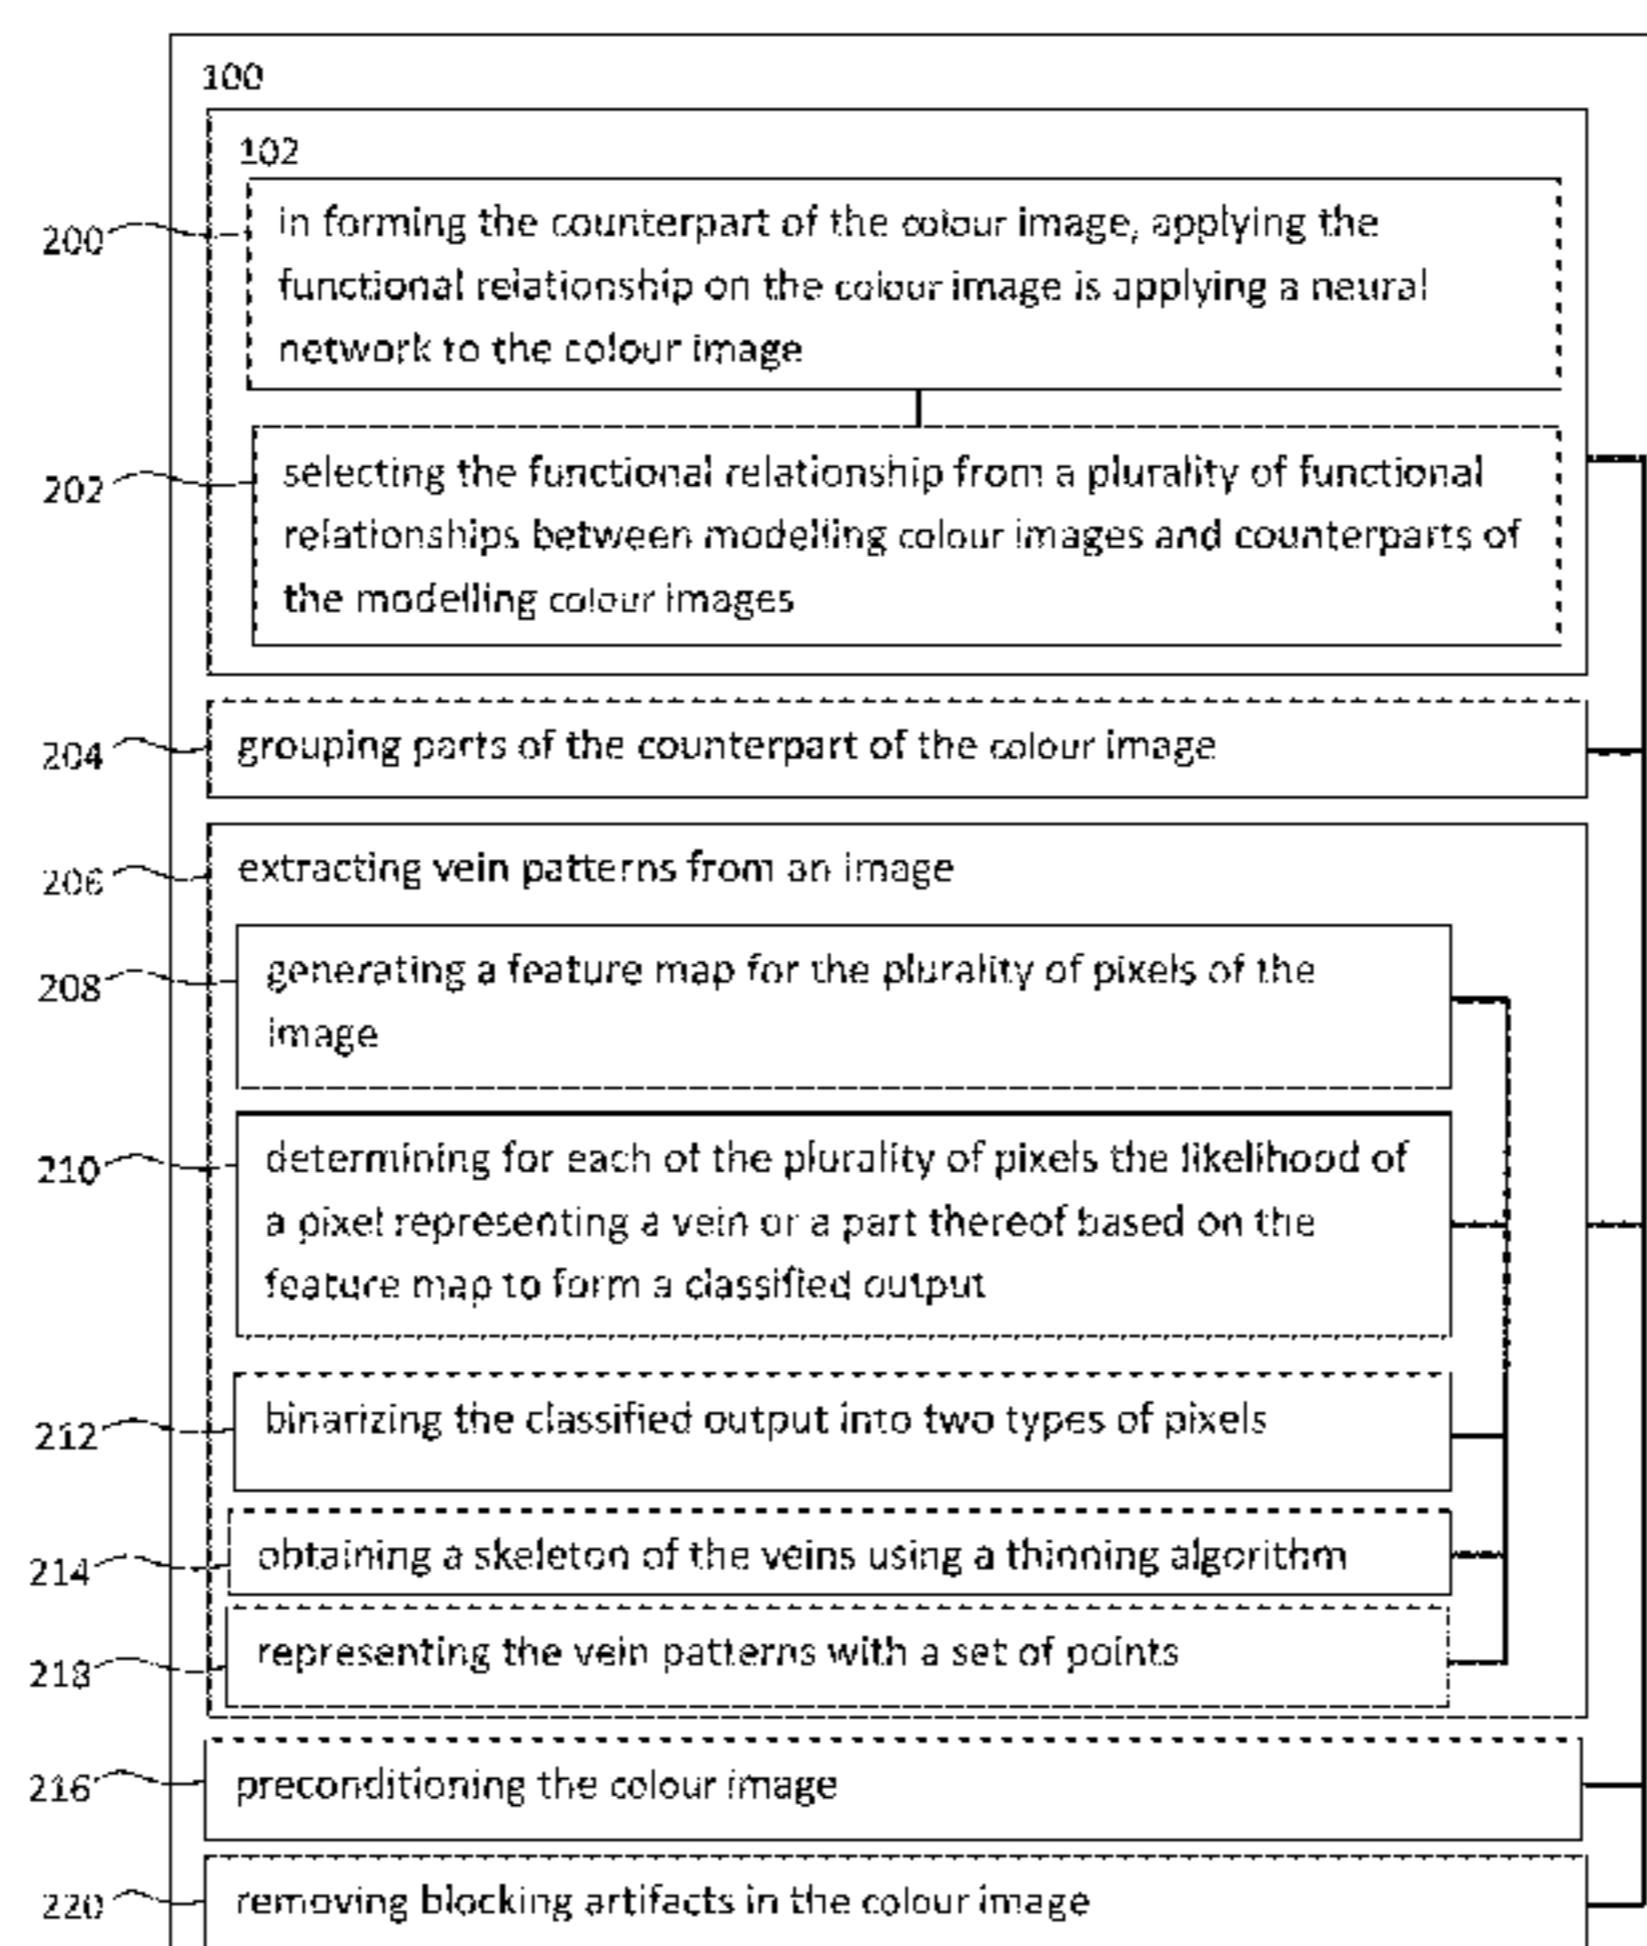 100
102
200
in forming the counterpart of the colour image, applying the
functional relationship on the colour image is applying a neural
network to the colour image
202
selecting the functional relationship from a plurality of functional
relationships between modelling colour images and counterparts of
the modelling colour images
204
grouping parts of the counterpart of the colour image
206
extracting vein patterns from an image
208
generating a feature map for the plurality of pixels of the
image
210
determining for each of the plurality of pixels the likelihood of
a pixel representing a vein or a part thereof based on the
feature map to form a classified output
212
binarizing the classified output into two types of pixels
214
obtaining a skeleton of the veins using a thinning algorithm
218
representing the vein patterns with a set of points
216
preconditioning the colour image
220
removing blocking artifacts in the colour image